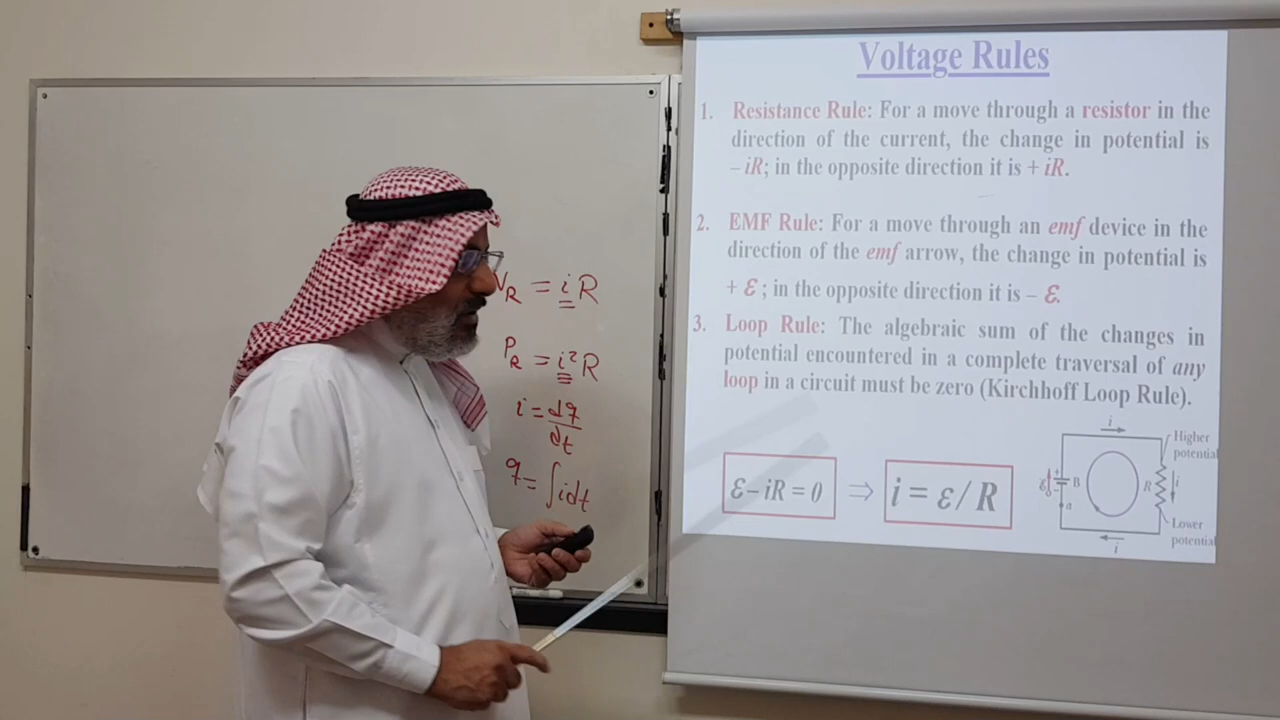 V_R = iR
P_R = i²R
i = dq/dt
q = ∫idt
Voltage Rules
1. Resistance Rule: For a move through a resistor in the
direction of the current, the change in potential is
– iR; in the opposite direction it is + iR.
2. EMF Rule: For a move through an emf device in the
direction of the emf arrow, the change in potential is
+ ℰ; in the opposite direction it is – ℰ.
3. Loop Rule: The algebraic sum of the changes in
potential encountered in a complete traversal of any
loop in a circuit must be zero (Kirchhoff Loop Rule).
ℰ – iR = 0 ⇒ i = ε/R
i
Higher
potential
ℰ + – B R i
a
Lower
potential
i